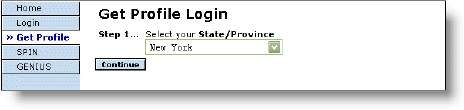 Home
Login
» Get Profile
SPIN
GENIUS
Get Profile Login
Step 1... Select your State/Province
New York
Continue